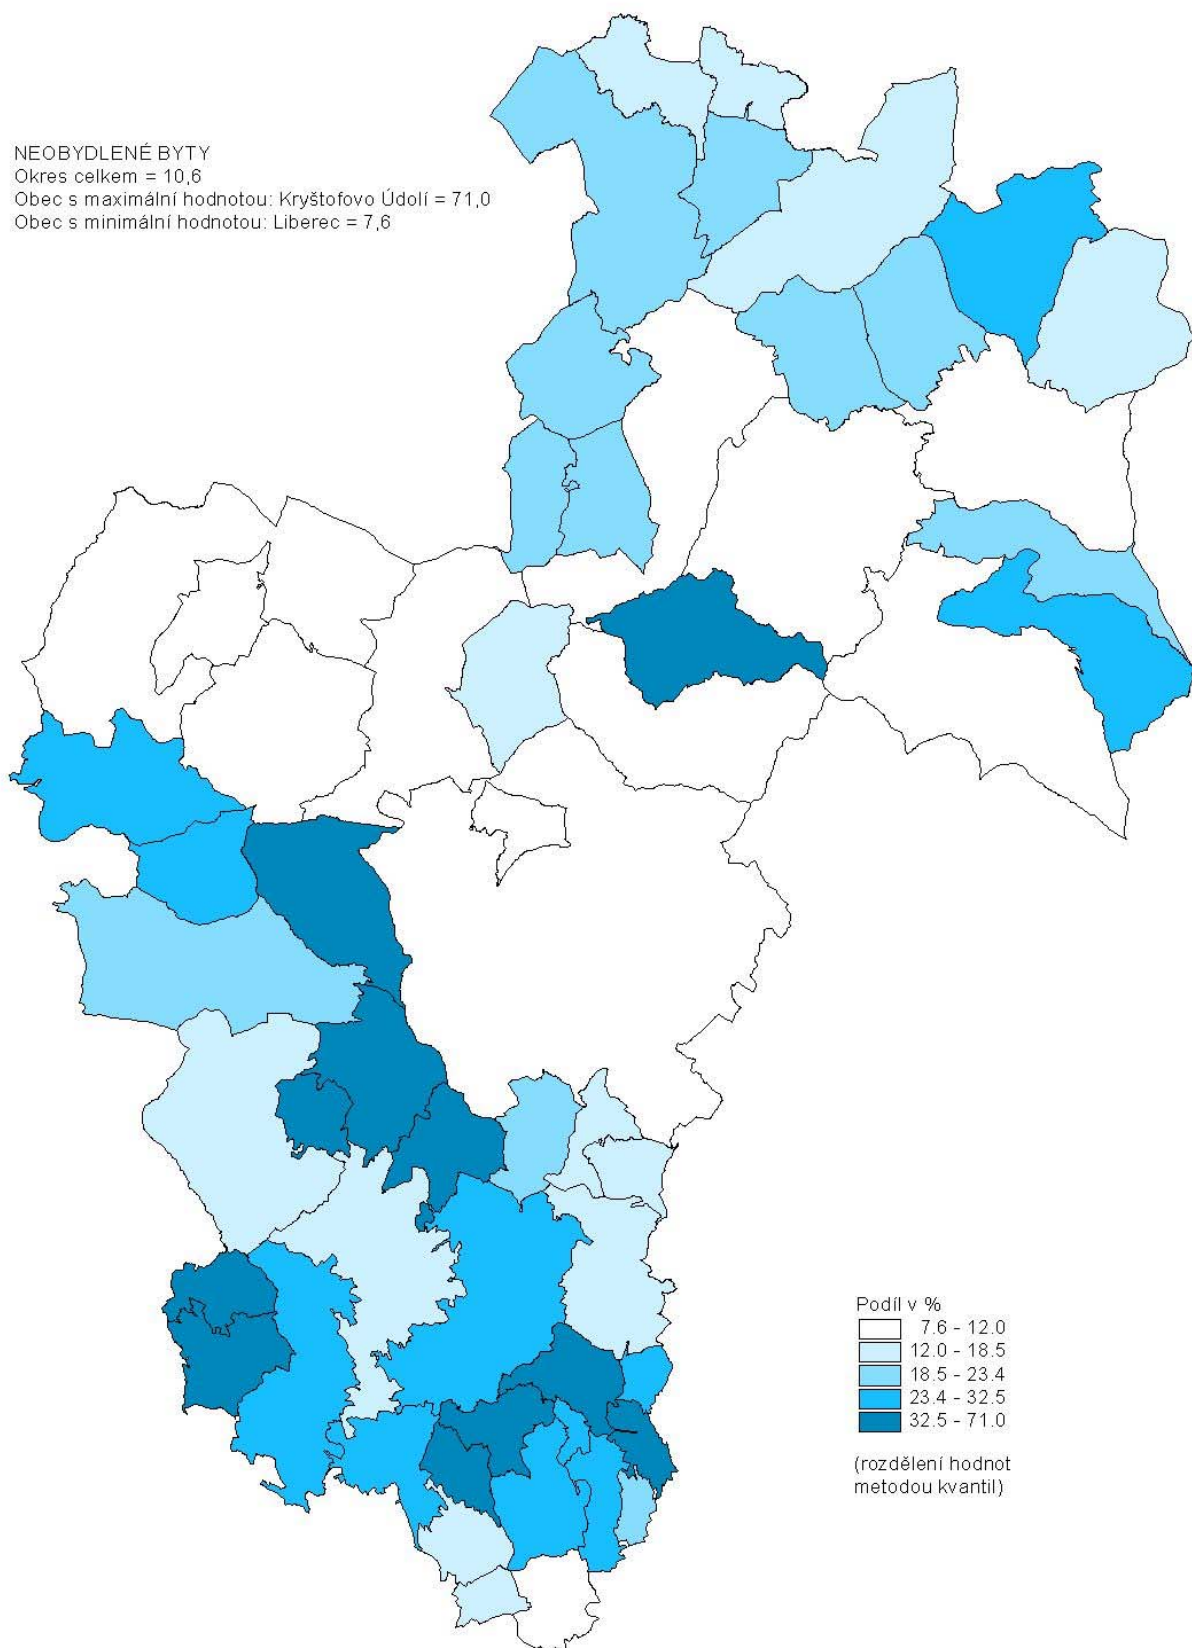 NEOBYDLENÉ BYTY
Okres celkem = 10,6
Obec s maximální hodnotou: Kryštofovo Údolí = 71,0
Obec s minimální hodnotou: Liberec = 7,6
Podíl v %
7.6 - 12.0
12.0 - 18.5
18.5 - 23.4
23.4 - 32.5
32.5 - 71.0
(rozdělení hodnot
metodou kvantil)